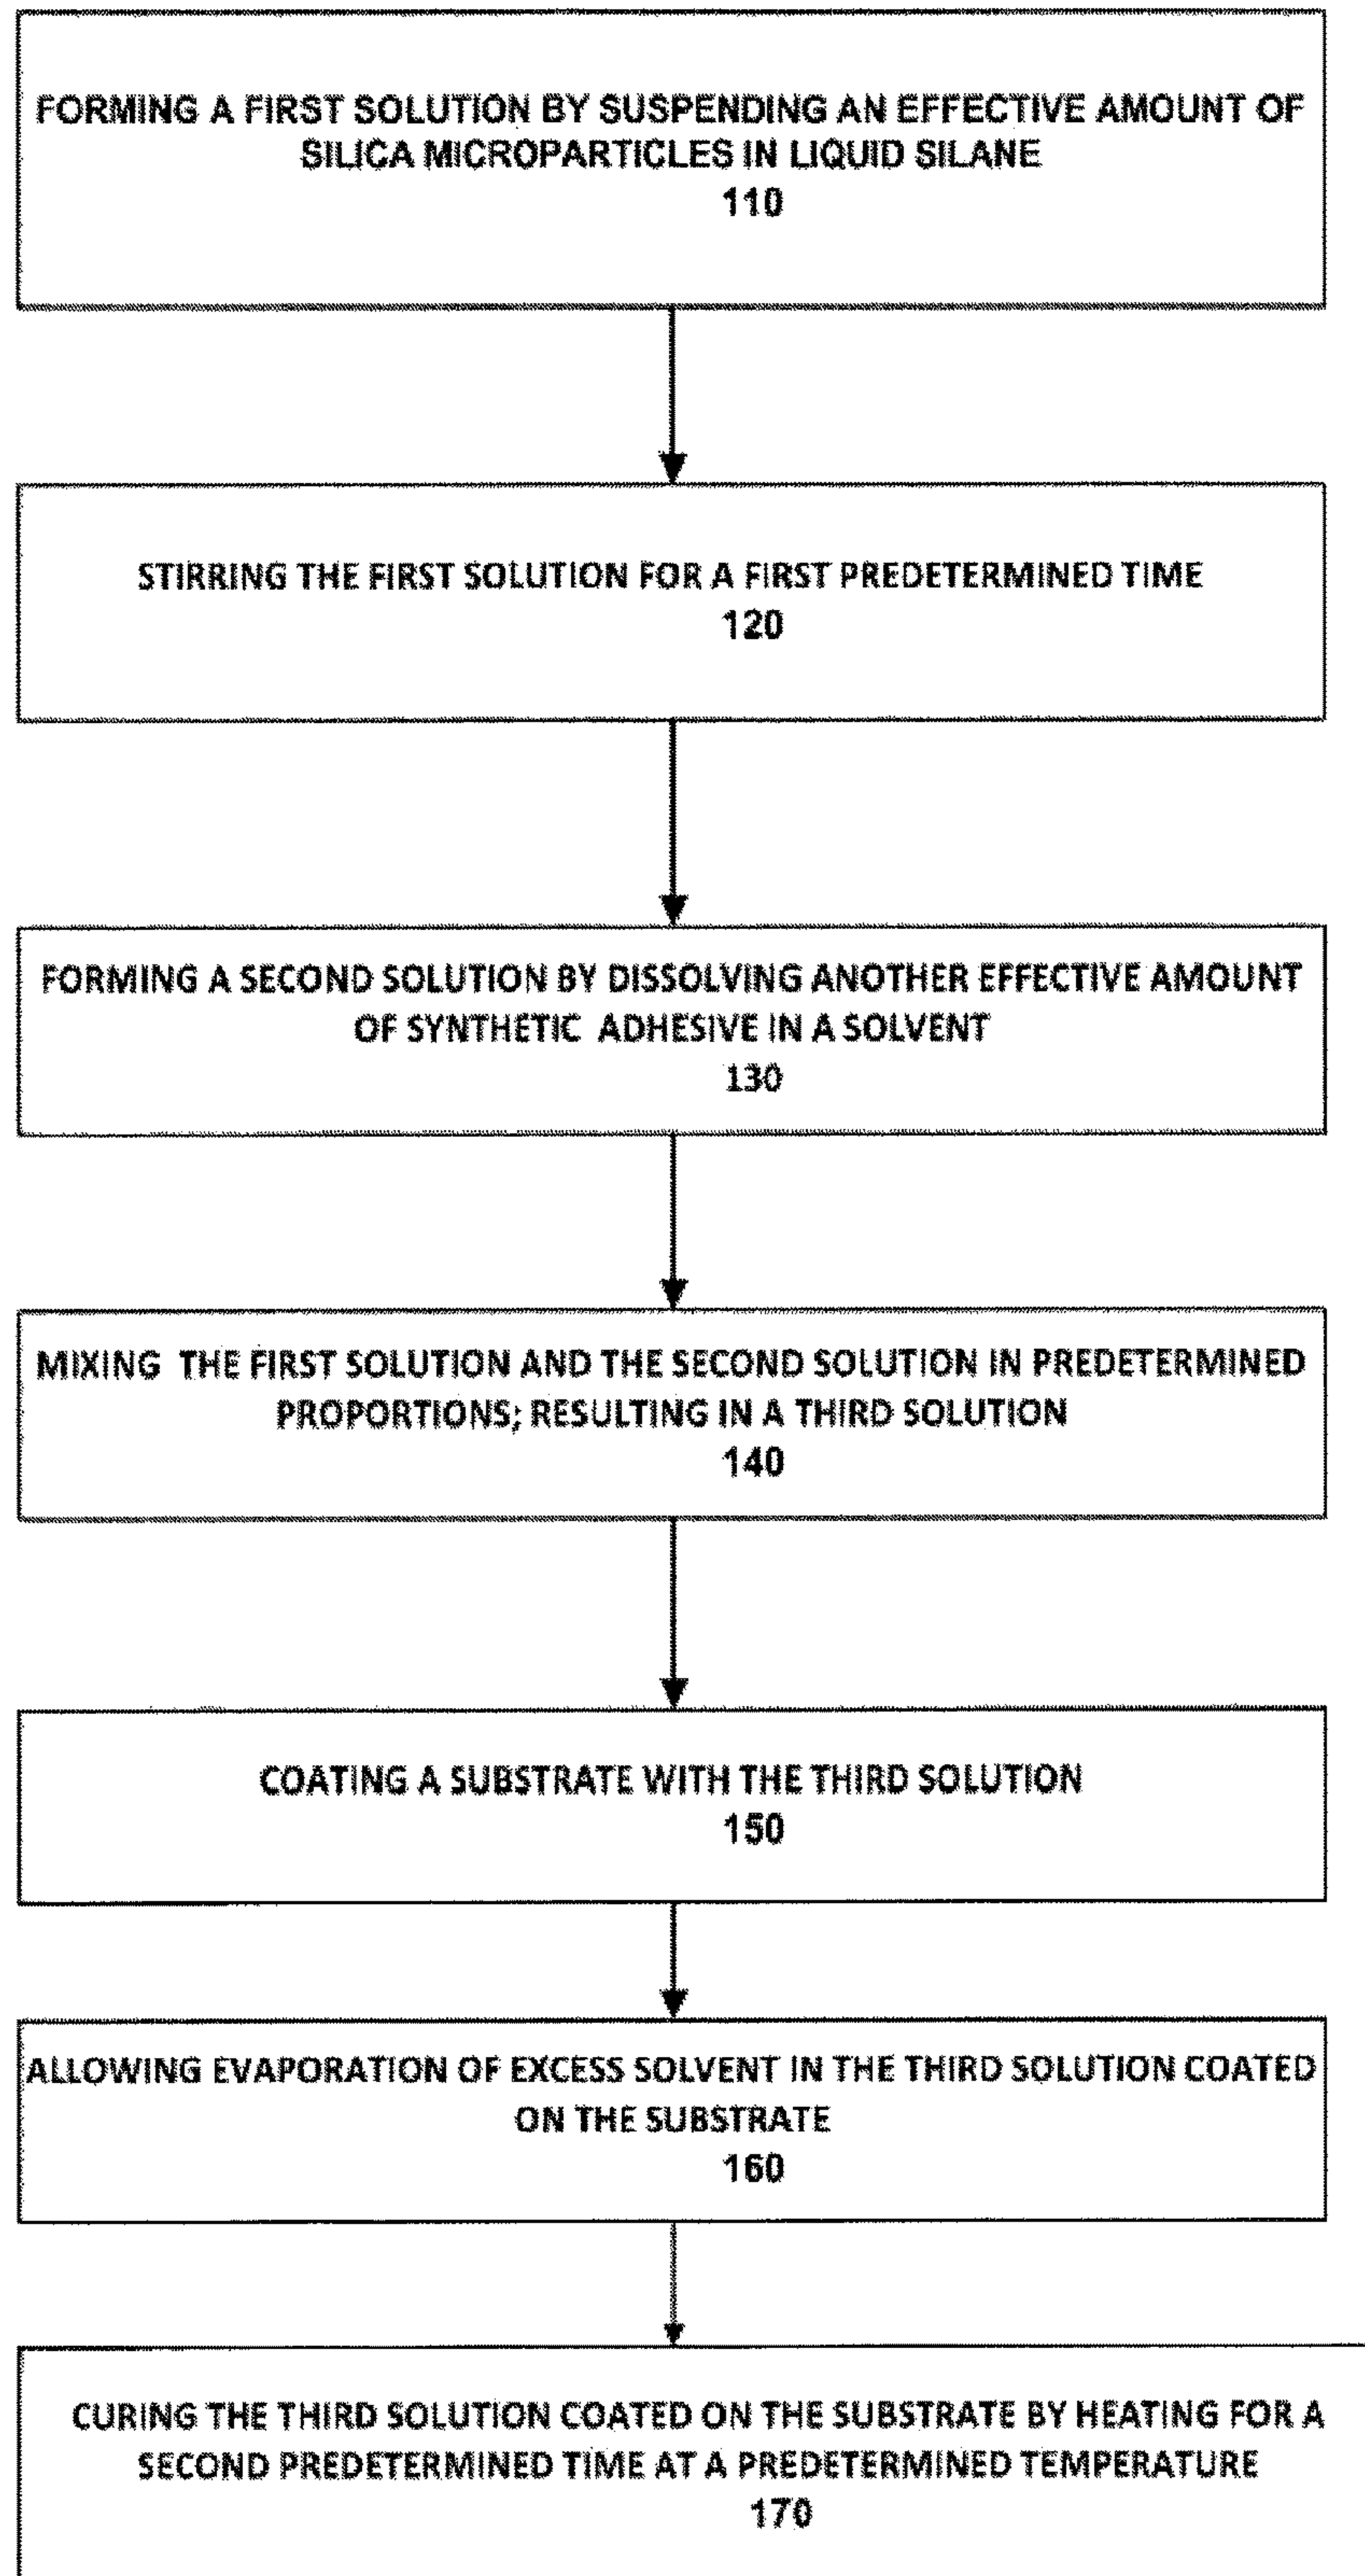 FORMING A FIRST SOLUTION BY SUSPENDING AN EFFECTIVE AMOUNT OF
SILICA MICROPARTICLES IN LIQUID SILANE
110
STIRRING THE FIRST SOLUTION FOR A FIRST PREDETERMINED TIME
120
FORMING A SECOND SOLUTION BY DISSOLVING ANOTHER EFFECTIVE AMOUNT
OF SYNTHETIC ADHESIVE IN A SOLVENT
130
MIXING THE FIRST SOLUTION AND THE SECOND SOLUTION IN PREDETERMINED
PROPORTIONS; RESULTING IN A THIRD SOLUTION
140
COATING A SUBSTRATE WITH THE THIRD SOLUTION
150
ALLOWING EVAPORATION OF EXCESS SOLVENT IN THE THIRD SOLUTION COATED
ON THE SUBSTRATE
160
CURING THE THIRD SOLUTION COATED ON THE SUBSTRATE BY HEATING FOR A
SECOND PREDETERMINED TIME AT A PREDETERMINED TEMPERATURE
170